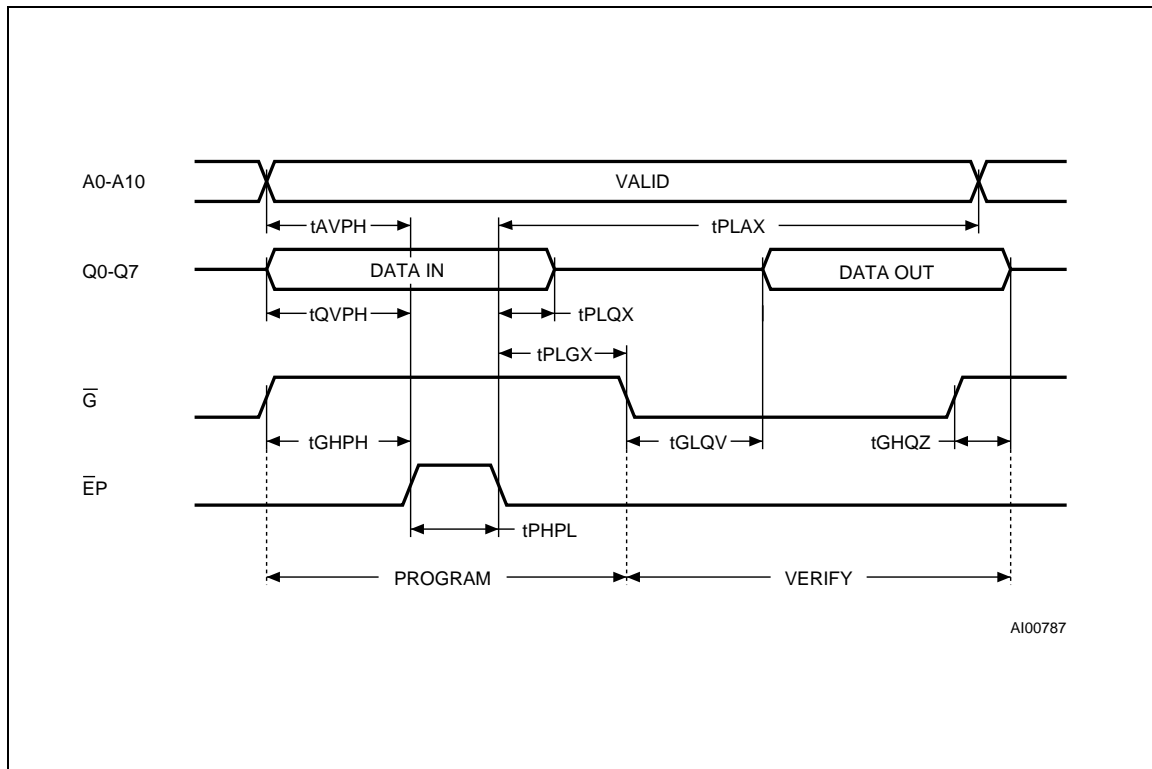 A0-A10
VALID
tAVPH
tPLAX
Q0-Q7
DATA IN
DATA OUT
tQVPH
tPLQX
tPLGX
G̅
tGHPH
tGLQV
tGHQZ
E̅P
tPHPL
PROGRAM
VERIFY
AI00787